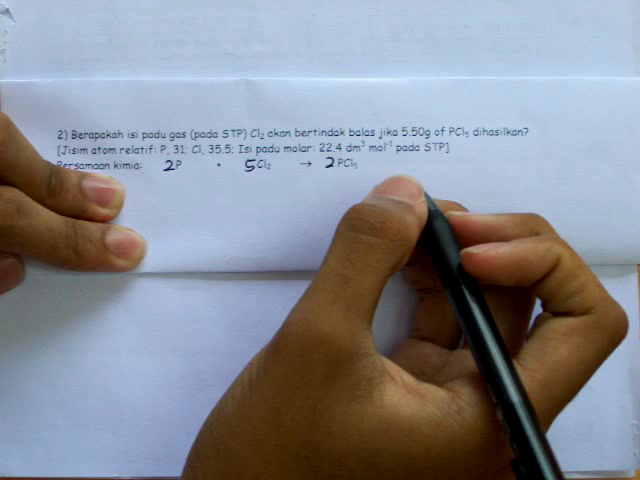 2) Berapakah isi padu gas (pada STP) Cl₂ akan bertindak balas jika 5.50g of PCl₅ dihasilkan?
[Jisim atom relatif: P, 31; Cl, 35.5; Isi padu molar: 22.4 dm³ mol⁻¹ pada STP]
Persamaan kimia: 2P + 5Cl₂ → 2PCl₅